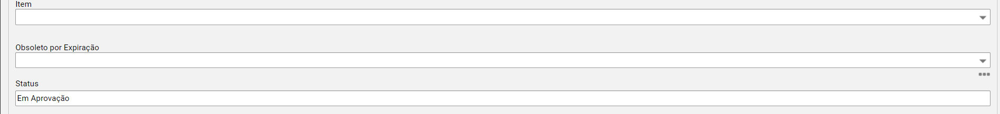 Item
Obsoleto por Expiração
Status
Em Aprovação